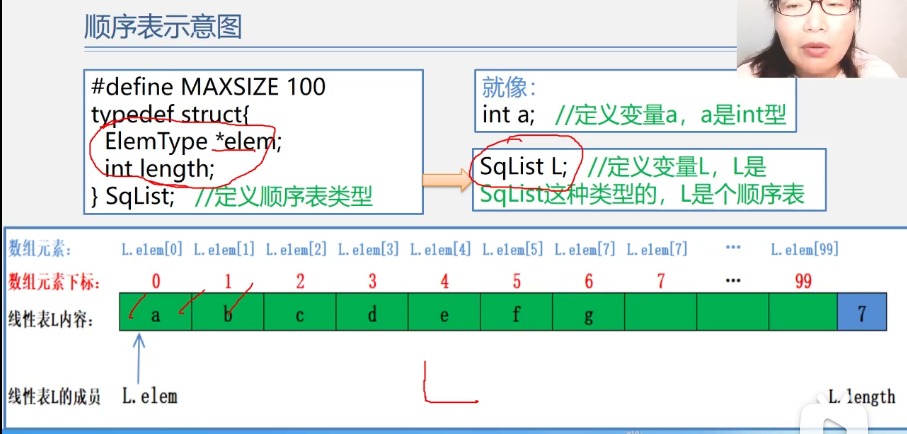 顺序表示意图
#define MAXSIZE 100
typedef struct{
ElemType *elem;
int length;
} SqList; //定义顺序表类型
就像:
int a; //定义变量a，a是int型
SqList L; //定义变量L，L是
SqList这种类型的，L是个顺序表
数组元素: L.elem[0] L.elem[1] L.elem[2] L.elem[3] L.elem[4] L.elem[5] L.elem[7] L.elem[7] … L.elem[99]
数组元素下标: 0 1 2 3 4 5 6 7 … 99
线性表L内容: a b c d e f g 7
线性表L的成员 L.elem L.length